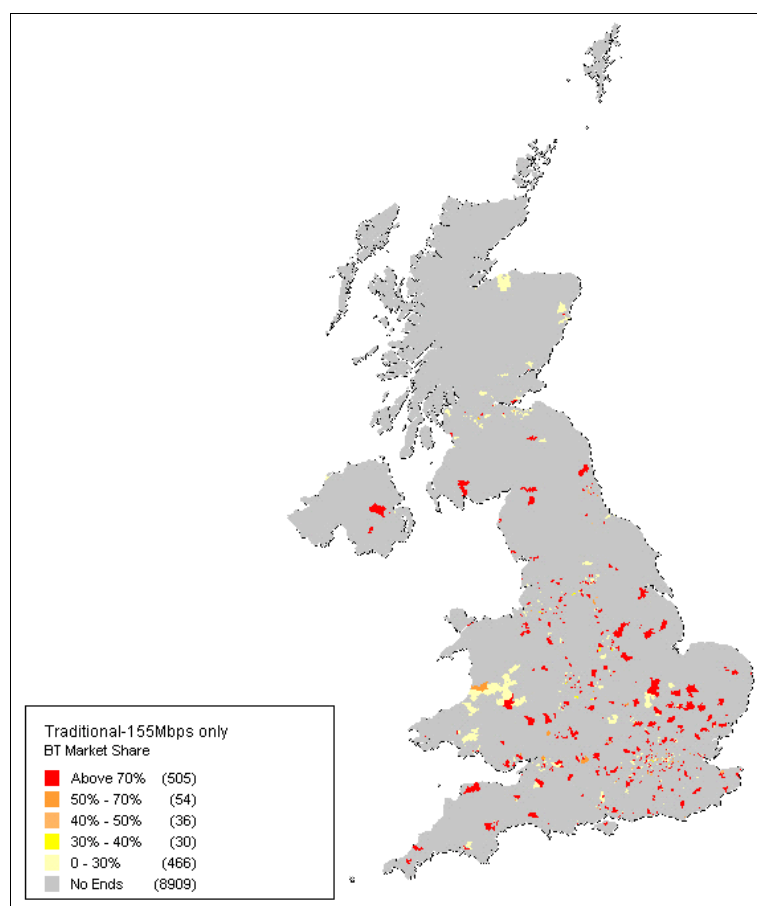 Traditional-155Mbps only
BT Market Share
Above 70% (505)
50% - 70% (54)
40% - 50% (36)
30% - 40% (30)
0 - 30% (466)
No Ends (8909)